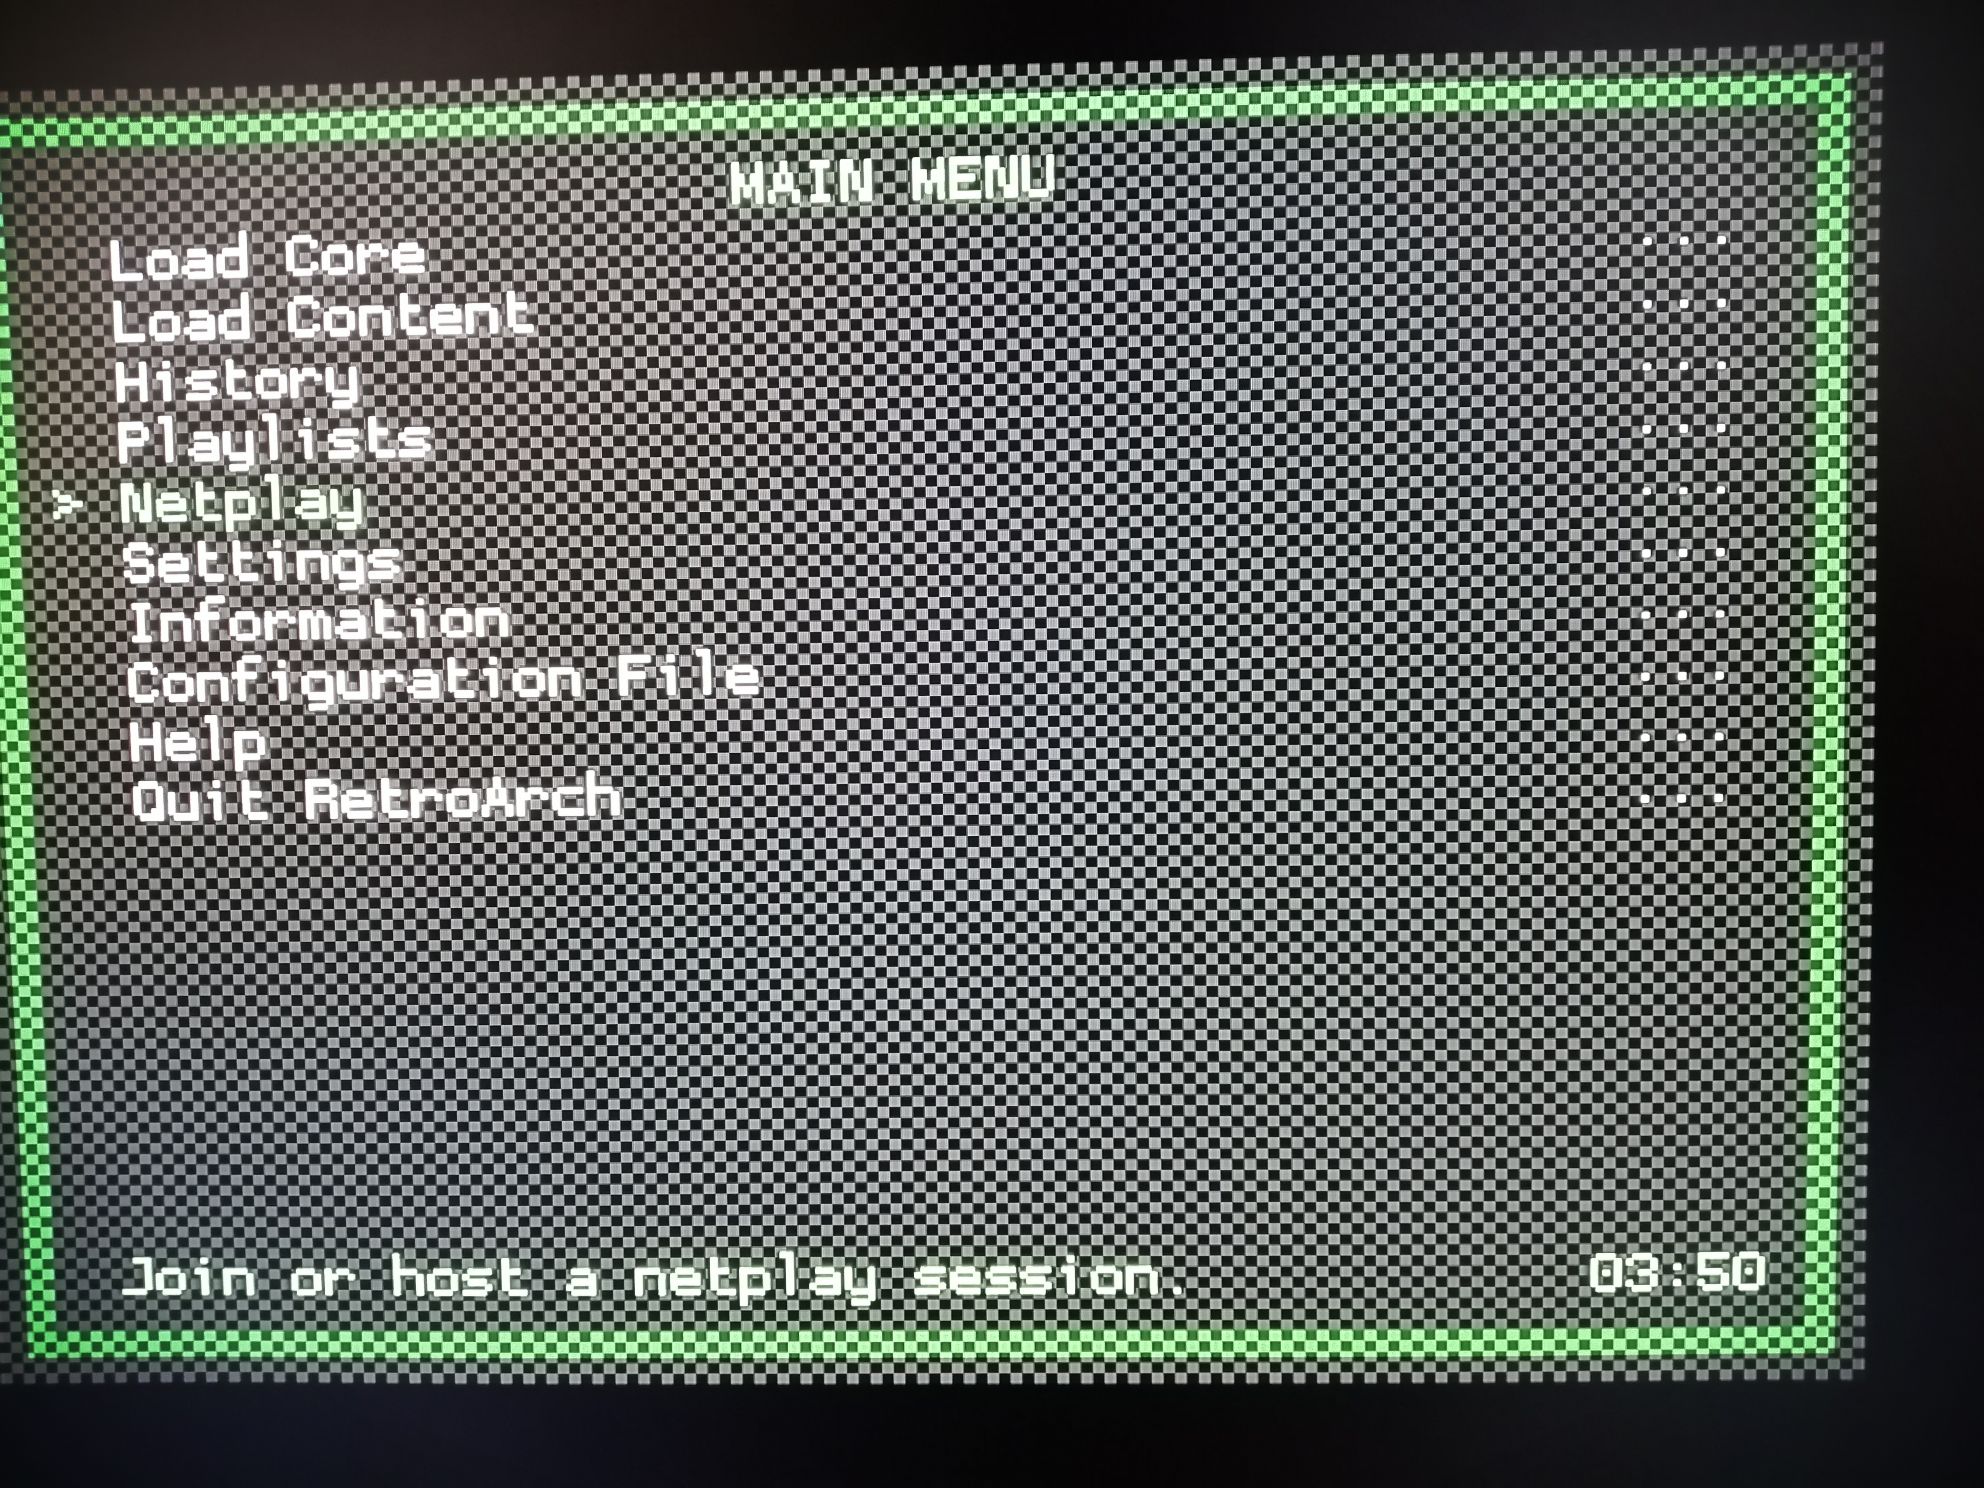 MAIN MENU
Load Core ...
Load Content ...
History ...
Playlists ...
> Netplay ...
Settings ...
Information ...
Configuration File ...
Help ...
Quit RetroArch ...
Join or host a netplay session. 03:50